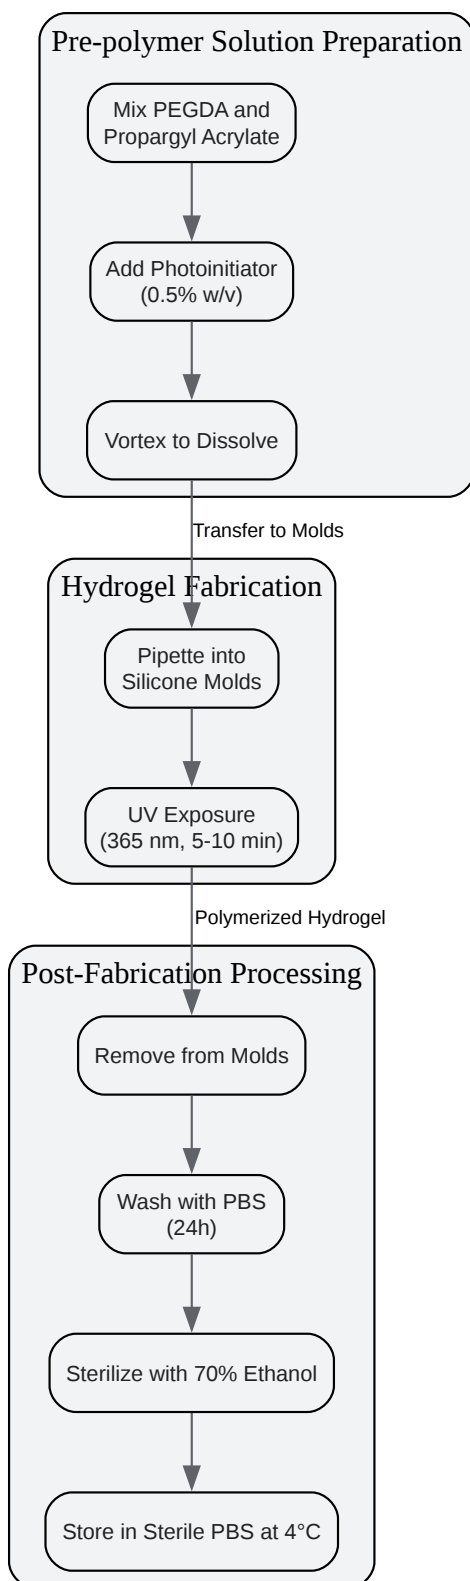 Pre-polymer Solution Preparation
Mix PEGDA and
Propargyl Acrylate
Add Photoinitiator
(0.5% w/v)
Vortex to Dissolve
Transfer to Molds
Hydrogel Fabrication
Pipette into
Silicone Molds
UV Exposure
(365 nm, 5-10 min)
Polymerized Hydrogel
Post-Fabrication Processing
Remove from Molds
Wash with PBS
(24h)
Sterilize with 70% Ethanol
Store in Sterile PBS at 4°C